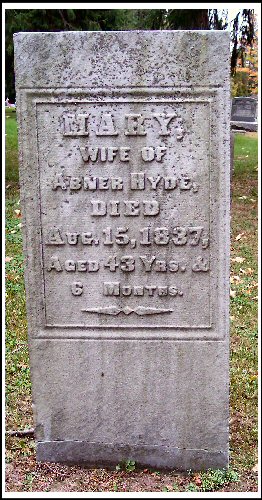 MARY,
WIFE OF
ABNER HYDE,
DIED
AUG. 15, 1837,
AGED 43 YRS. &
6 MONTHS.